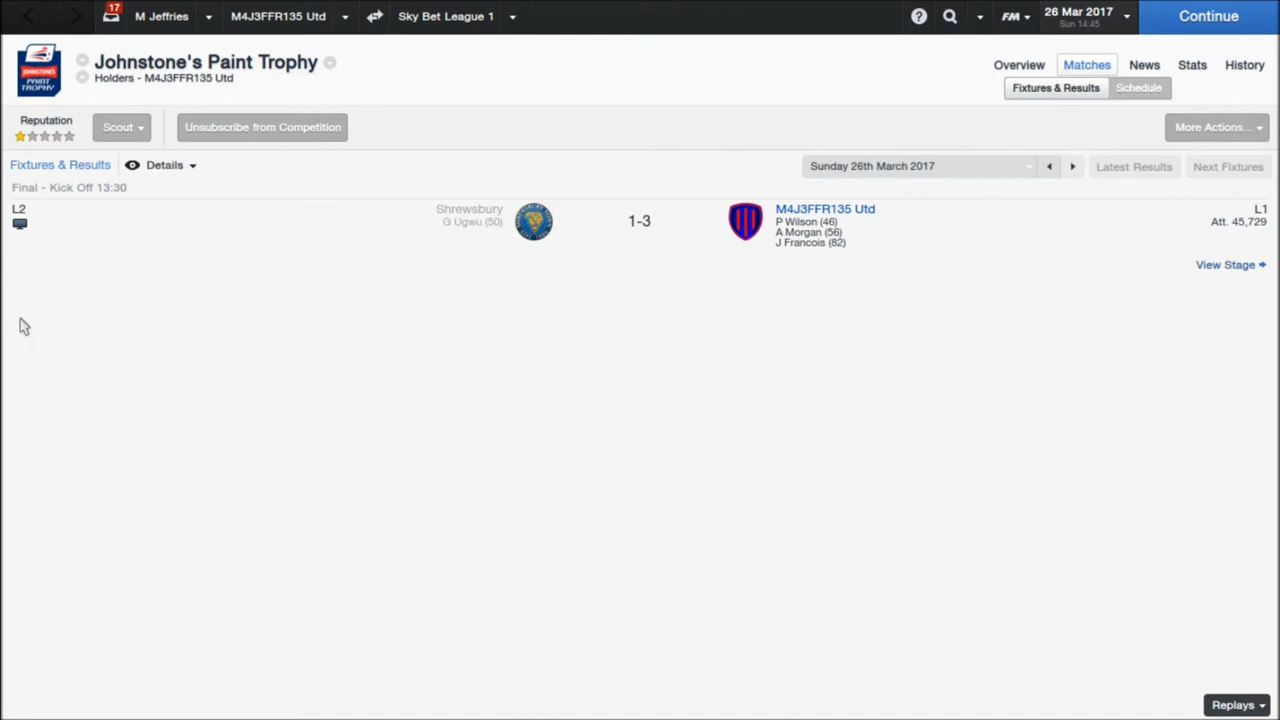 17
M Jeffries
M4J3FFR135 Utd
Sky Bet League 1
FM
26 Mar 2017
Sun 14:45
Continue
JOHNSTONE'S
PAINT
TROPHY
Johnstone's Paint Trophy
Holders - M4J3FFR135 Utd
Overview
Matches
News
Stats
History
Fixtures & Results
Schedule
Reputation
Scout
Unsubscribe from Competition
More Actions...
Fixtures & Results
Details
Sunday 26th March 2017
Latest Results
Next Fixtures
Final - Kick Off 13:30
L2
Shrewsbury
G Ugwu (50)
1-3
M4J3FFR135 Utd
P Wilson (46)
A Morgan (56)
J Francois (82)
L1
Att. 45,729
View Stage
Replays